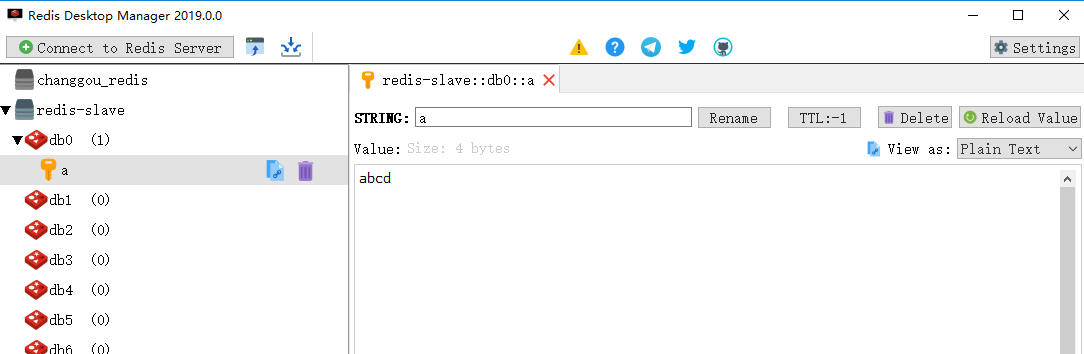 Redis Desktop Manager 2019.0.0
Connect to Redis Server
Settings
changgou_redis
redis-slave
db0 (1)
a
db1 (0)
db2 (0)
db3 (0)
db4 (0)
db5 (0)
db6 (0)
redis-slave::db0::a
STRING: a Rename TTL:-1 Delete Reload Value
Value: Size: 4 bytes View as: Plain Text
abcd